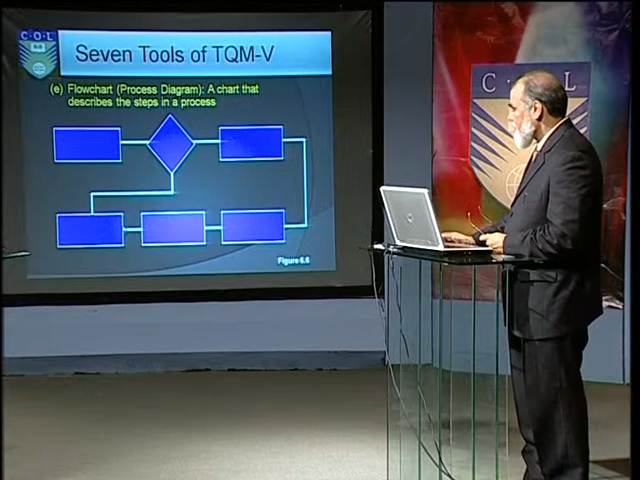 C·O·L
Seven Tools of TQM-V
(e) Flowchart (Process Diagram): A chart that
describes the steps in a process
Figure 6.6
C·O·L